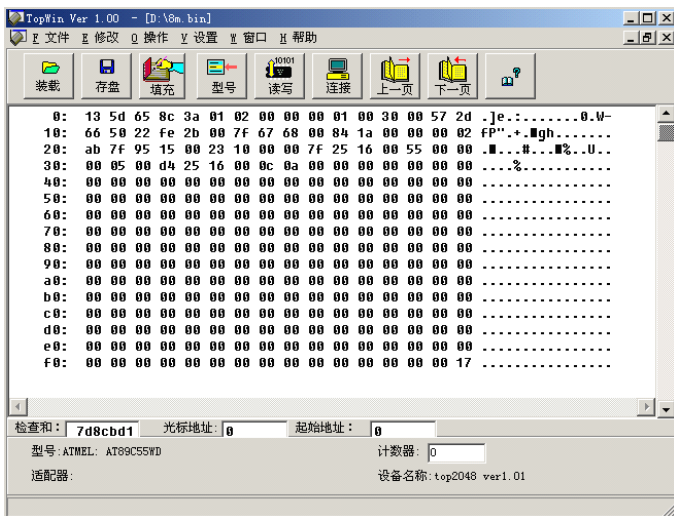 TopWin Ver 1.00 - [D:\8m.bin]
F 文件 E 修改 O 操作 V 设置 W 窗口 H 帮助
装载 存盘 填充 型号 10101 读写 连接 上一页 下一页
0: 13 5d 65 8c 3a 01 02 00 00 00 01 00 30 00 57 2d .]e.:.......0.W-
10: 66 50 22 fe 2b 00 7f 67 68 00 84 1a 00 00 00 02 fP".+.■gh.......
20: ab 7f 95 15 00 23 10 00 00 7f 25 16 00 55 00 00 .■...#...■%..U..
30: 00 05 00 d4 25 16 00 0c 0a 00 00 00 00 00 00 00 ....%...........
40: 00 00 00 00 00 00 00 00 00 00 00 00 00 00 00 00 ................
50: 00 00 00 00 00 00 00 00 00 00 00 00 00 00 00 00 ................
60: 00 00 00 00 00 00 00 00 00 00 00 00 00 00 00 00 ................
70: 00 00 00 00 00 00 00 00 00 00 00 00 00 00 00 00 ................
80: 00 00 00 00 00 00 00 00 00 00 00 00 00 00 00 00 ................
90: 00 00 00 00 00 00 00 00 00 00 00 00 00 00 00 00 ................
a0: 00 00 00 00 00 00 00 00 00 00 00 00 00 00 00 00 ................
b0: 00 00 00 00 00 00 00 00 00 00 00 00 00 00 00 00 ................
c0: 00 00 00 00 00 00 00 00 00 00 00 00 00 00 00 00 ................
d0: 00 00 00 00 00 00 00 00 00 00 00 00 00 00 00 00 ................
e0: 00 00 00 00 00 00 00 00 00 00 00 00 00 00 00 00 ................
f0: 00 00 00 00 00 00 00 00 00 00 00 00 00 00 00 17 ................
检查和: 7d8cbd1 光标地址: 0 起始地址: 0
型号:ATMEL: AT89C55WD 计数器: 0
适配器: 设备名称:top2048 ver1.01